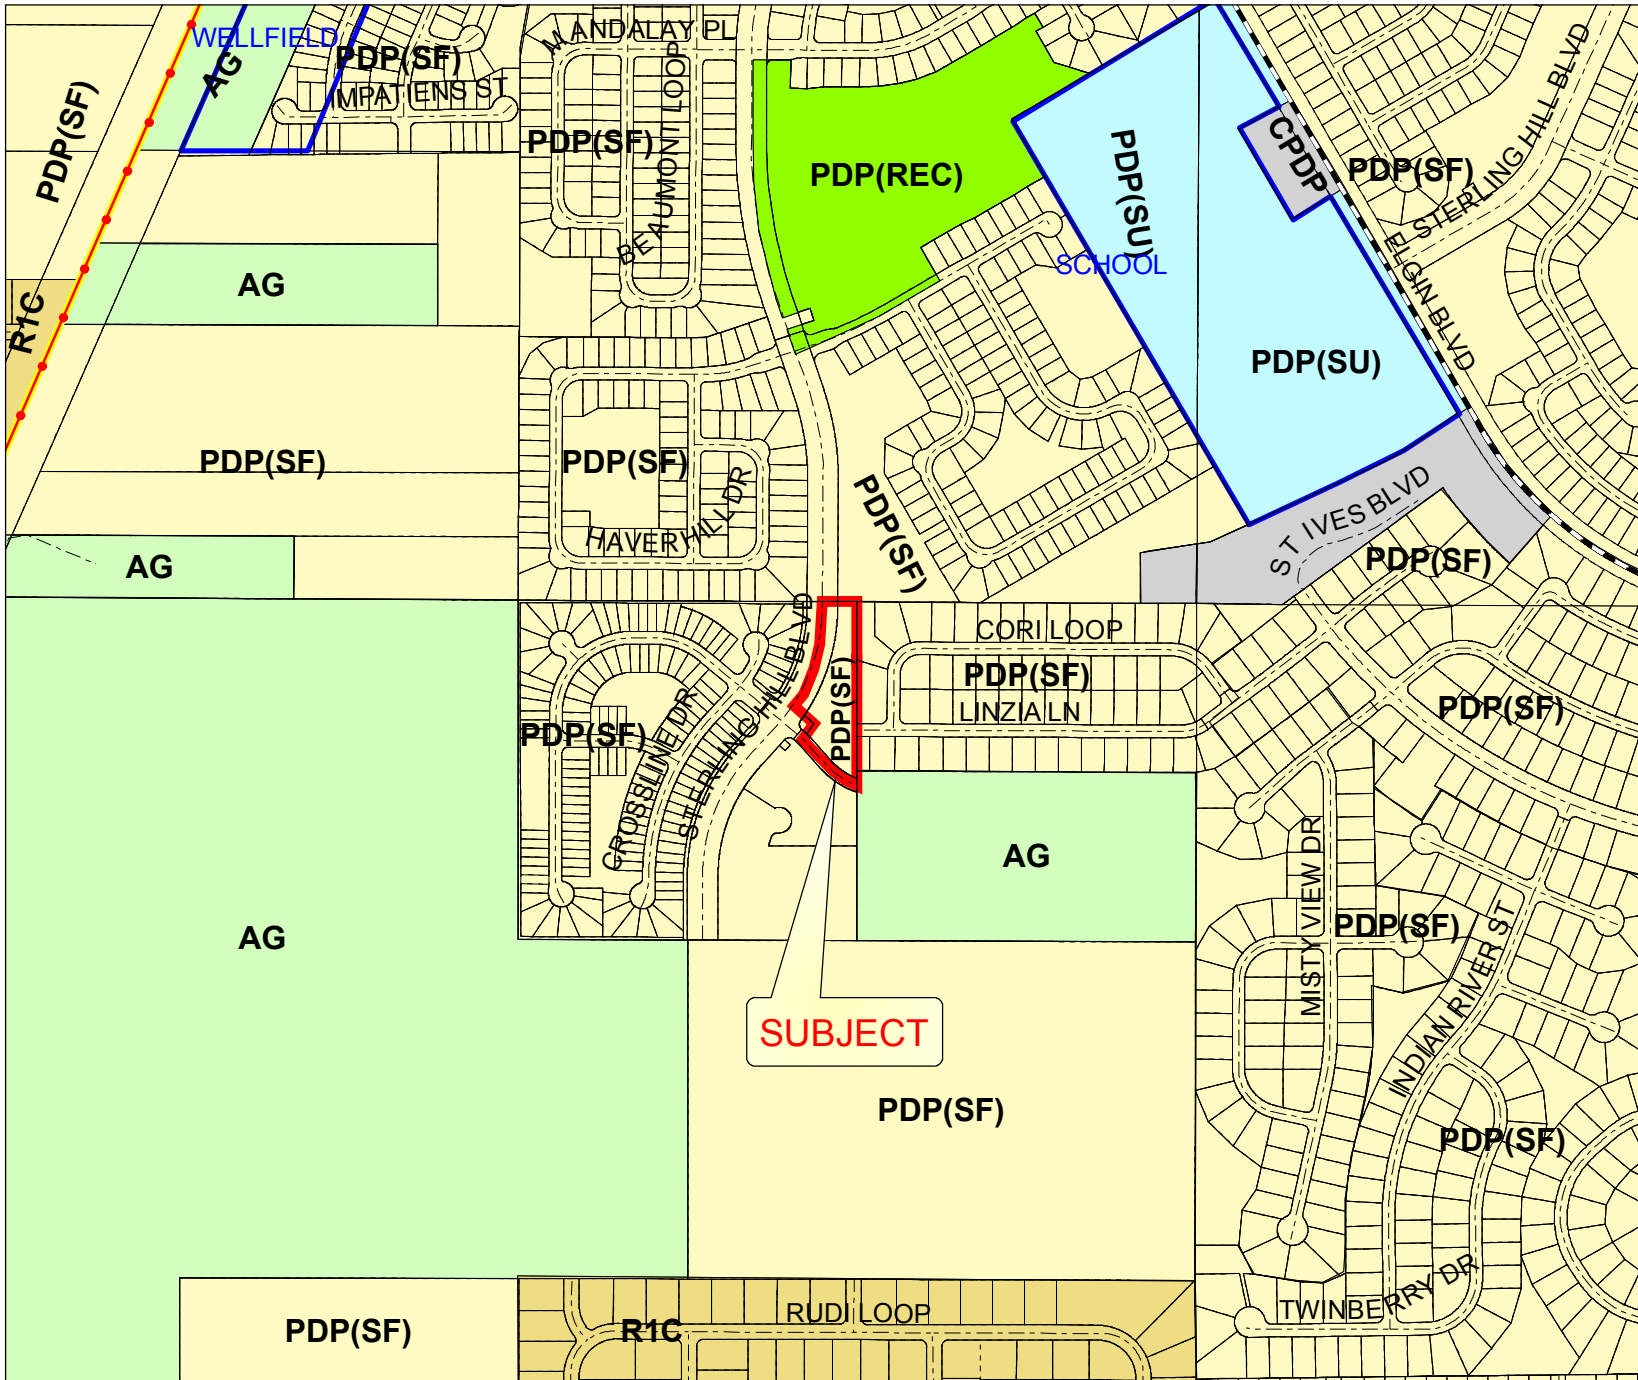 MANDALAY PL
WELLFIELD
AG
PDP(SF)
IMPATIENS ST
PDP(SF)
PDP(SF)
BEAUMONT LOOP
PDP(REC)
PDP(SU)
SCHOOL
CPDP
PDP(SF)
STERLING HILL BLVD
ELGIN BLVD
AG
R1C
PDP(SU)
PDP(SF)
PDP(SF)
HAVERHILL DR
PDP(SF)
ST IVES BLVD
PDP(SF)
AG
CORI LOOP
PDP(SF)
LINZIA LN
PDP(SF)
STERLING HILL BLVD
PDP(SF)
CROSSLINE DR
PDP(SF)
AG
MISTY VIEW DR
PDP(SF)
INDIAN RIVER ST
AG
SUBJECT
PDP(SF)
PDP(SF)
TWINBERRY DR
RUDI LOOP
R1C
PDP(SF)